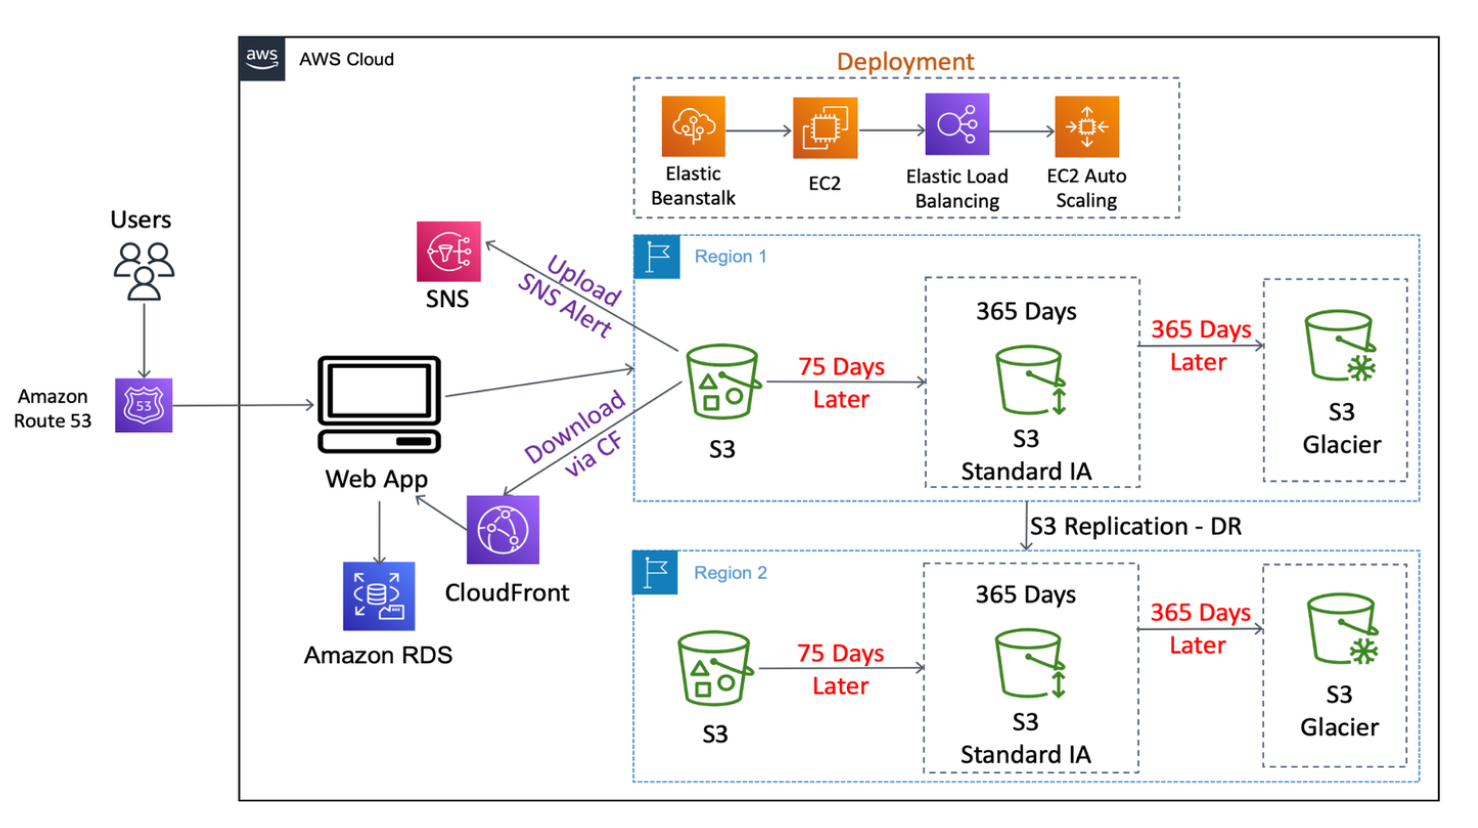 aws
AWS Cloud
Deployment
Elastic
Beanstalk
EC2
Elastic Load
Balancing
EC2 Auto
Scaling
Users
Amazon
Route 53
53
SNS
Upload
SNS Alert
Web App
Download
via CF
CloudFront
Amazon RDS
Region 1
S3
75 Days
Later
365 Days
S3
Standard IA
365 Days
Later
S3
Glacier
S3 Replication - DR
Region 2
S3
75 Days
Later
365 Days
S3
Standard IA
365 Days
Later
S3
Glacier